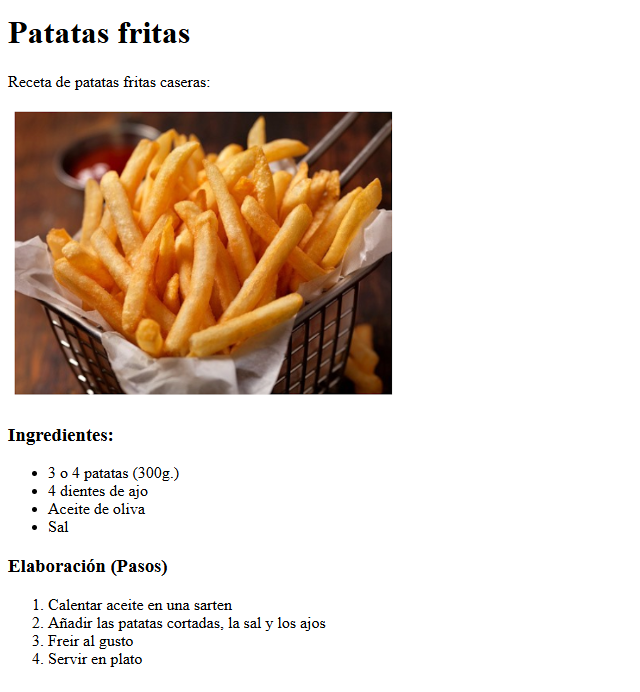 Patatas fritas
Receta de patatas fritas caseras:
Ingredientes:
• 3 o 4 patatas (300g.)
• 4 dientes de ajo
• Aceite de oliva
• Sal
Elaboración (Pasos)
1. Calentar aceite en una sarten
2. Añadir las patatas cortadas, la sal y los ajos
3. Freir al gusto
4. Servir en plato